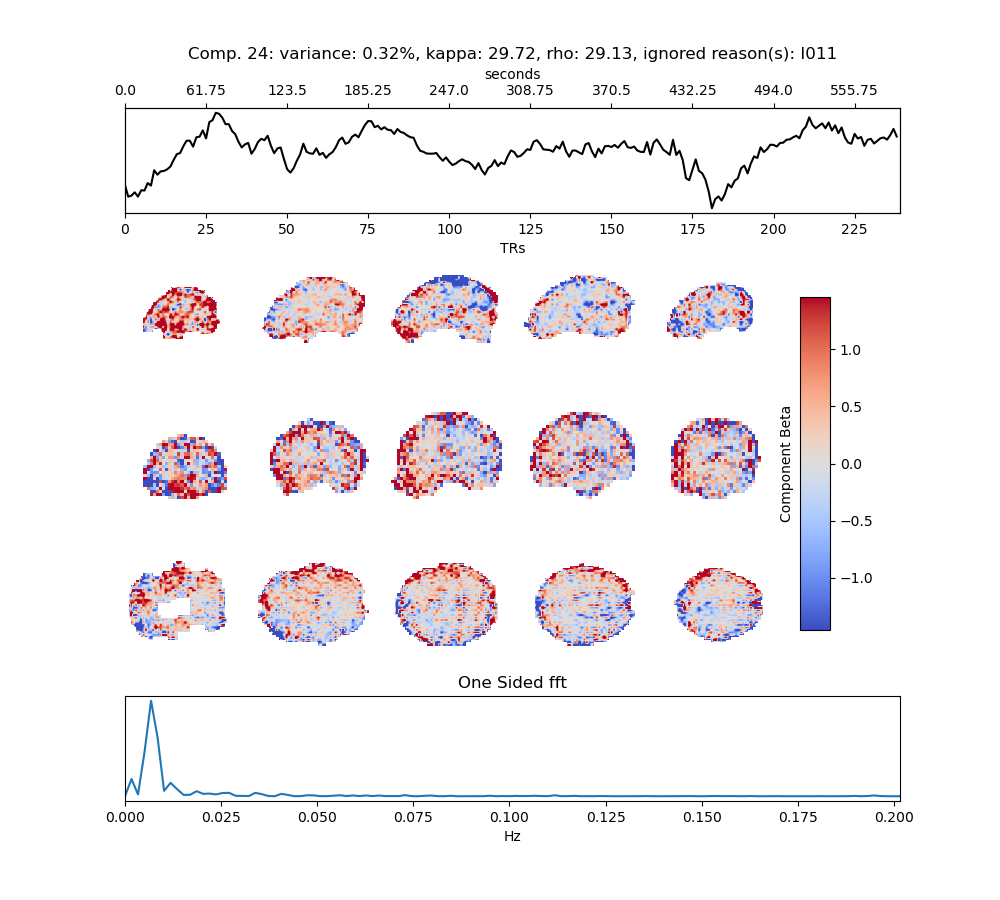 Comp. 24: variance: 0.32%, kappa: 29.72, rho: 29.13, ignored reason(s): I011
seconds
0.0 61.75 123.5 185.25 247.0 308.75 370.5 432.25 494.0 555.75
0 25 50 75 100 125 150 175 200 225
TRs
1.0
0.5
0.0
−0.5
−1.0
Component Beta
One Sided fft
0.000 0.025 0.050 0.075 0.100 0.125 0.150 0.175 0.200
Hz